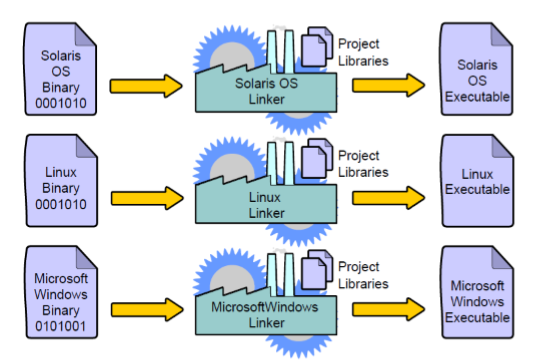 Solaris
OS
Binary
0001010
Solaris OS
Linker
Project
Libraries
Solaris
OS
Executable
Linux
Binary
0001010
Linux
Linker
Project
Libraries
Linux
Executable
Microsoft
Windows
Binary
0101001
MicrosoftWindows
Linker
Project
Libraries
Microsoft
Windows
Executable